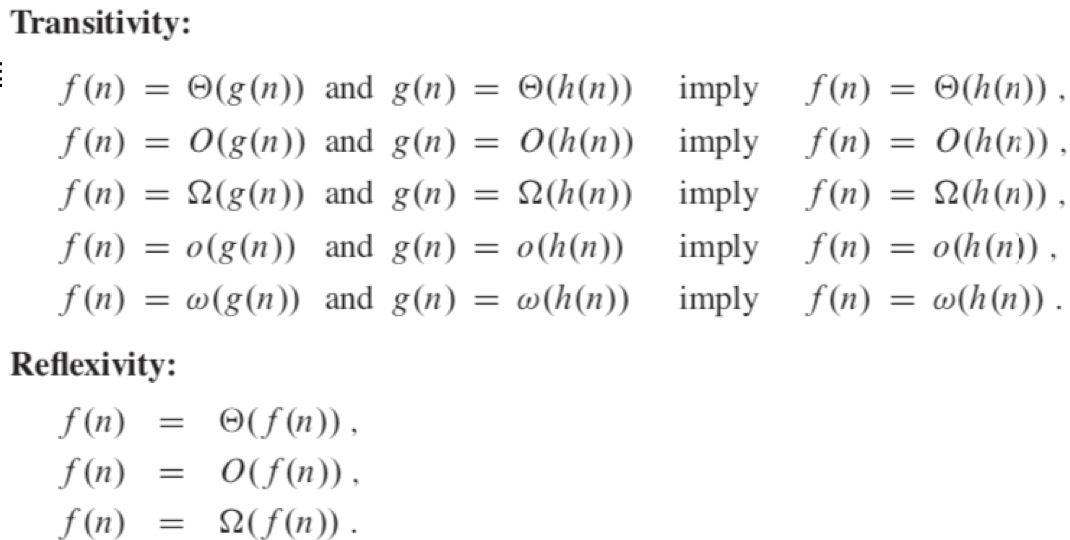 Transitivity:
f(n) = Θ(g(n)) and g(n) = Θ(h(n)) imply f(n) = Θ(h(n)) ,
f(n) = O(g(n)) and g(n) = O(h(n)) imply f(n) = O(h(n)) ,
f(n) = Ω(g(n)) and g(n) = Ω(h(n)) imply f(n) = Ω(h(n)) ,
f(n) = o(g(n)) and g(n) = o(h(n)) imply f(n) = o(h(n)) ,
f(n) = ω(g(n)) and g(n) = ω(h(n)) imply f(n) = ω(h(n)) .
Reflexivity:
f(n) = Θ(f(n)) ,
f(n) = O(f(n)) ,
f(n) = Ω(f(n)) .